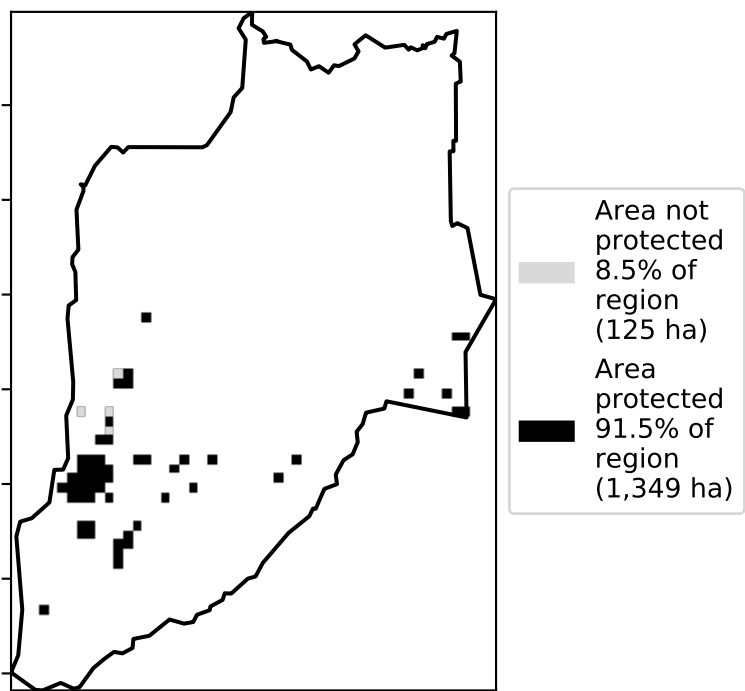 Area not
protected
8.5% of
region
(125 ha)
Area
protected
91.5% of
region
(1,349 ha)